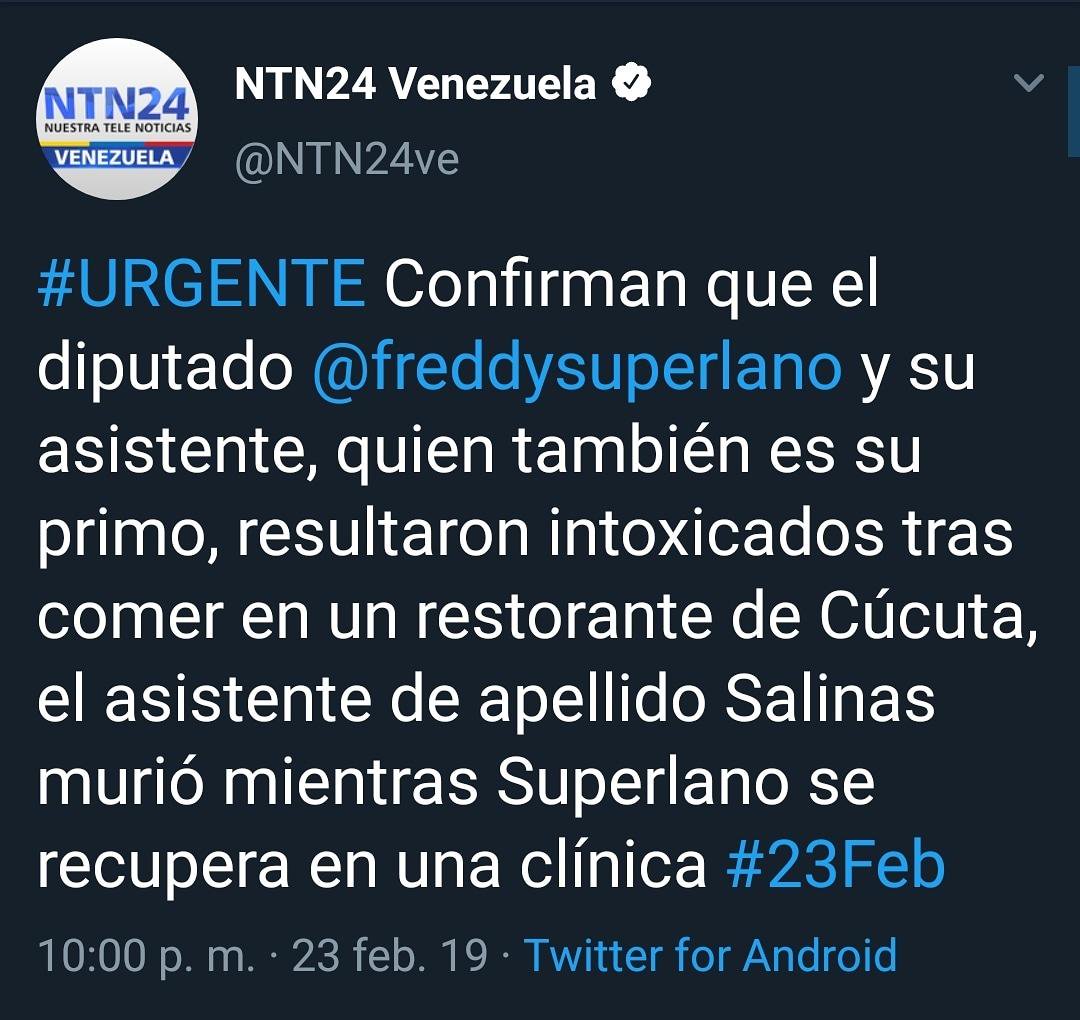 NTN24
NUESTRA TELE NOTICIAS
VENEZUELA
NTN24 Venezuela
@NTN24ve
#URGENTE Confirman que el
diputado @freddysuperlano y su
asistente, quien también es su
primo, resultaron intoxicados tras
comer en un restorante de Cúcuta,
el asistente de apellido Salinas
murió mientras Superlano se
recupera en una clínica #23Feb
10:00 p. m. · 23 feb. 19 · Twitter for Android